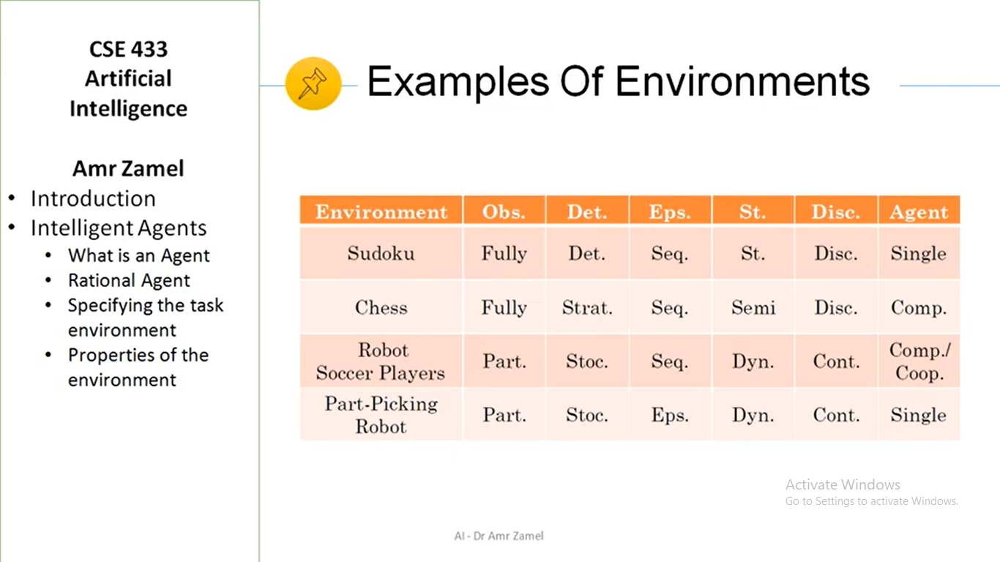 CSE 433
Artificial
Intelligence
Amr Zamel
• Introduction
• Intelligent Agents
• What is an Agent
• Rational Agent
• Specifying the task
environment
• Properties of the
environment
Examples Of Environments
Environment Obs. Det. Eps. St. Disc. Agent
Sudoku Fully Det. Seq. St. Disc. Single
Chess Fully Strat. Seq. Semi Disc. Comp.
Robot
Soccer Players Part. Stoc. Seq. Dyn. Cont. Comp./
Coop.
Part-Picking
Robot Part. Stoc. Eps. Dyn. Cont. Single
Activate Windows
Go to Settings to activate Windows.
AI - Dr Amr Zamel